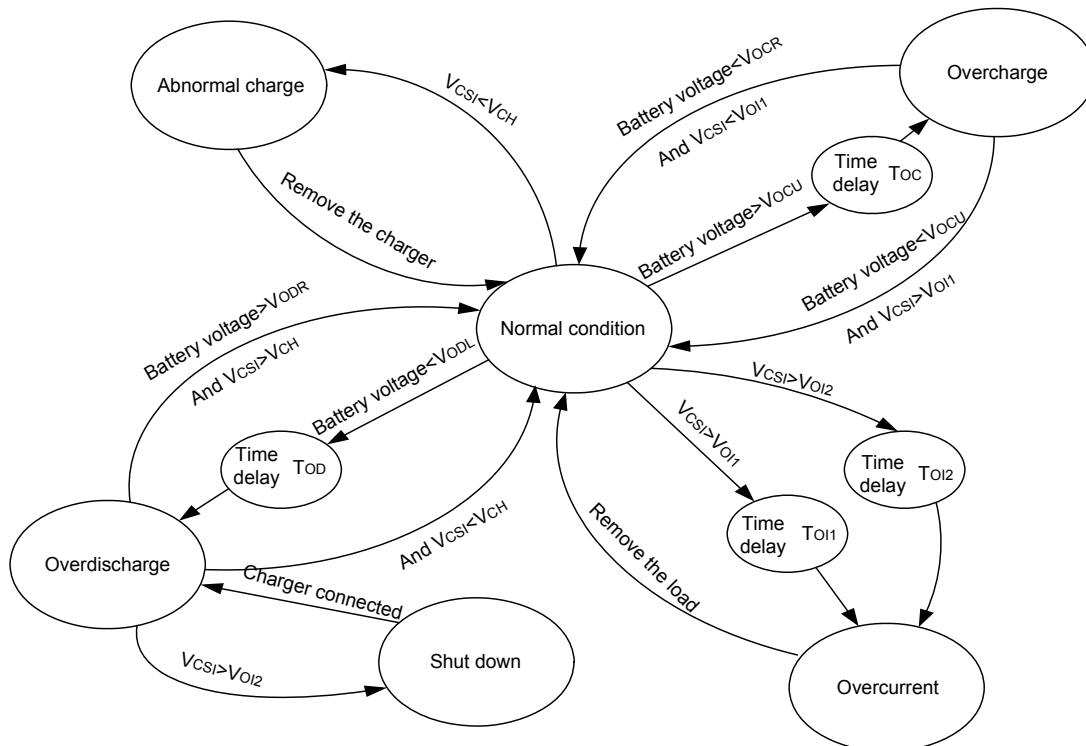 Abnormal charge
VCSI<VCH
Remove the charger
Battery voltage<VOCR
And VCSI<VOI1
Overcharge
Time
delay TOC
Battery voltage>VOCU
Battery voltage<VOCU
And VCSI>VOI1
Normal condition
Battery voltage>VODR
And VCSI>VCH
Battery voltage<VODL
Time
delay TOD
Overdischarge
And VCSI<VCH
Charger connected
VCSI>VOI2
Shut down
VCSI>VOI2
VCSI>VOI1
Time
delay TOI2
Time
delay TOI1
Remove the load
Overcurrent